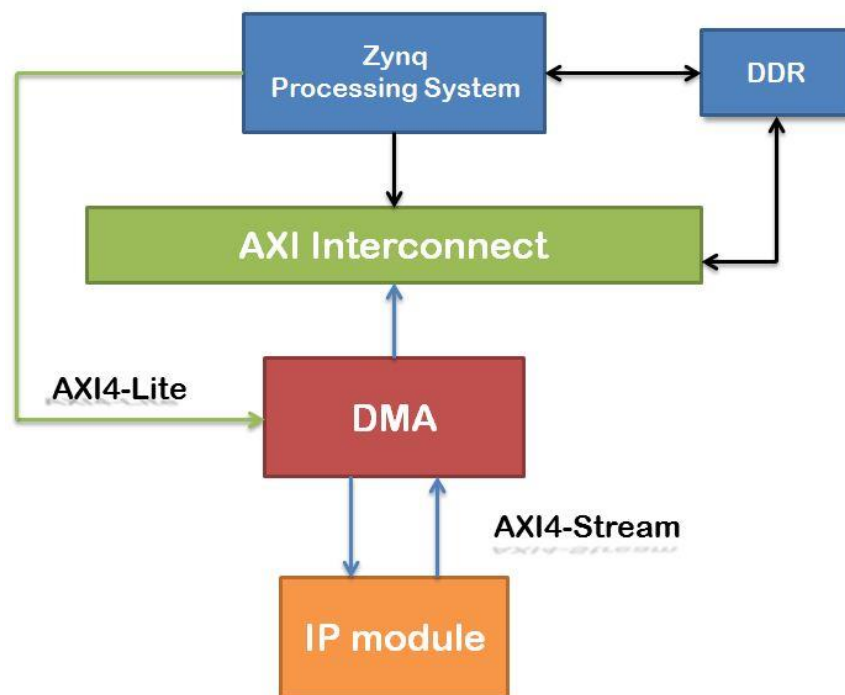 Zynq
Processing System
DDR
AXI Interconnect
AXI4-Lite
DMA
AXI4-Stream
IP module